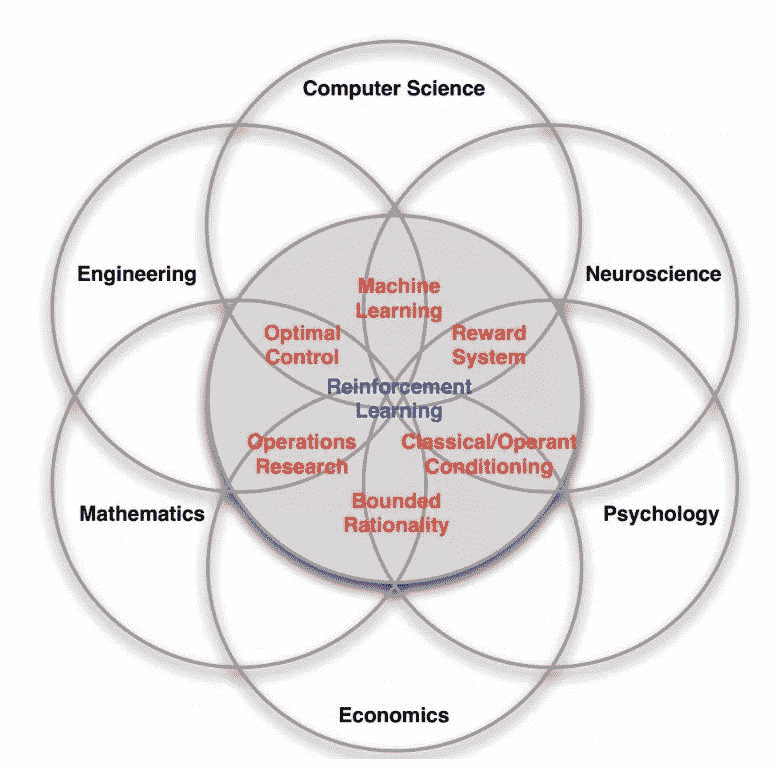 Computer Science
Engineering
Neuroscience
Machine
Learning
Optimal
Control
Reward
System
Reinforcement
Learning
Operations
Research
Classical/Operant
Conditioning
Bounded
Rationality
Mathematics
Psychology
Economics